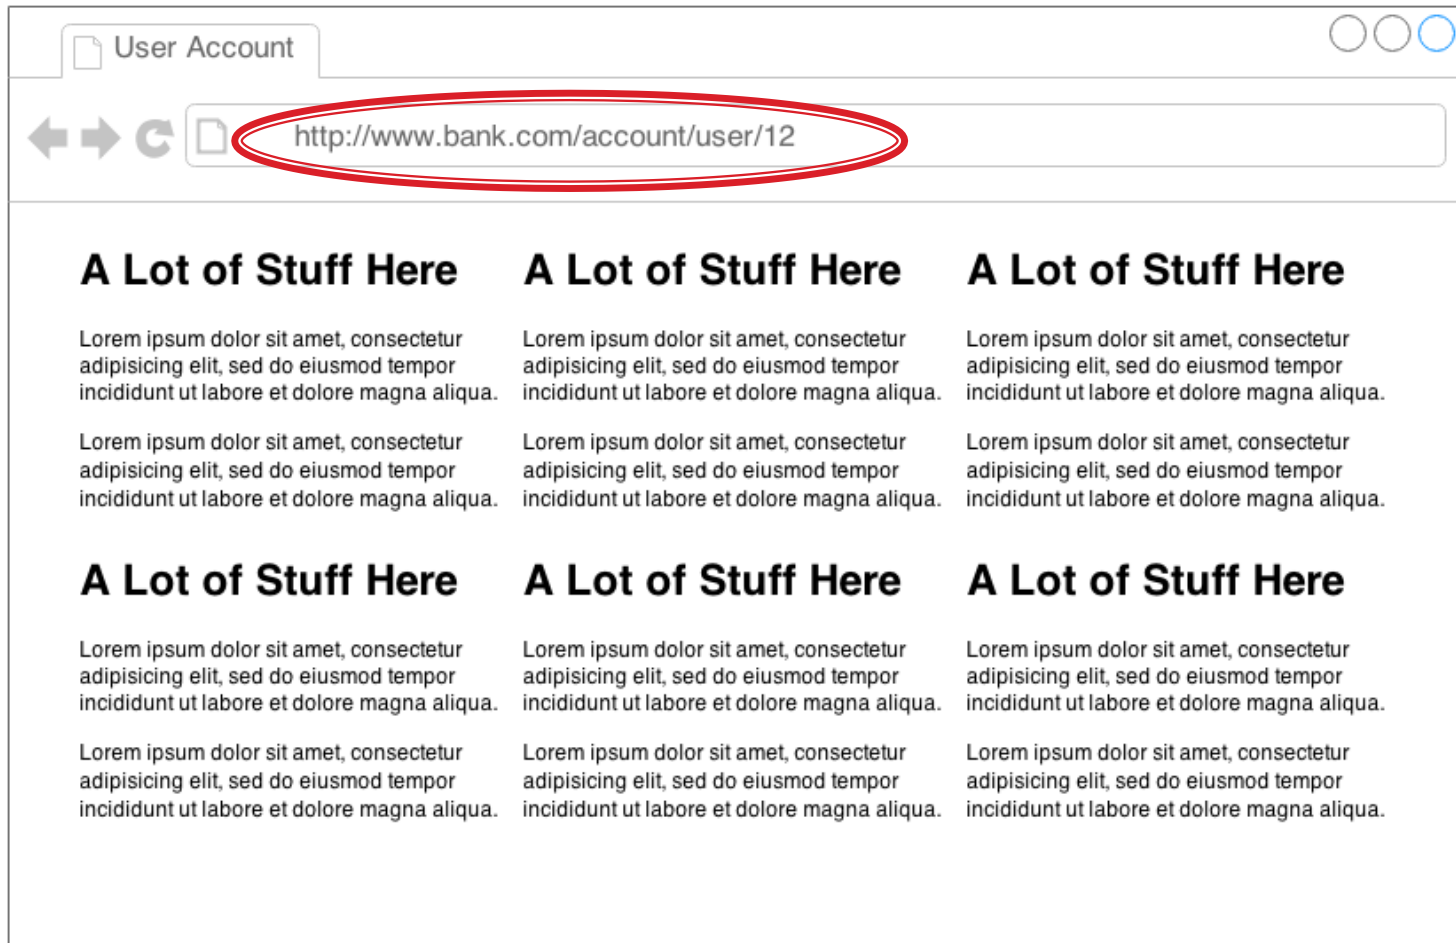 User Account
http://www.bank.com/account/user/12
A Lot of Stuff Here
Lorem ipsum dolor sit amet, consectetur
adipisicing elit, sed do eiusmod tempor
incididunt ut labore et dolore magna aliqua.
Lorem ipsum dolor sit amet, consectetur
adipisicing elit, sed do eiusmod tempor
incididunt ut labore et dolore magna aliqua.
A Lot of Stuff Here
Lorem ipsum dolor sit amet, consectetur
adipisicing elit, sed do eiusmod tempor
incididunt ut labore et dolore magna aliqua.
Lorem ipsum dolor sit amet, consectetur
adipisicing elit, sed do eiusmod tempor
incididunt ut labore et dolore magna aliqua.
A Lot of Stuff Here
Lorem ipsum dolor sit amet, consectetur
adipisicing elit, sed do eiusmod tempor
incididunt ut labore et dolore magna aliqua.
Lorem ipsum dolor sit amet, consectetur
adipisicing elit, sed do eiusmod tempor
incididunt ut labore et dolore magna aliqua.
A Lot of Stuff Here
Lorem ipsum dolor sit amet, consectetur
adipisicing elit, sed do eiusmod tempor
incididunt ut labore et dolore magna aliqua.
Lorem ipsum dolor sit amet, consectetur
adipisicing elit, sed do eiusmod tempor
incididunt ut labore et dolore magna aliqua.
A Lot of Stuff Here
Lorem ipsum dolor sit amet, consectetur
adipisicing elit, sed do eiusmod tempor
incididunt ut labore et dolore magna aliqua.
Lorem ipsum dolor sit amet, consectetur
adipisicing elit, sed do eiusmod tempor
incididunt ut labore et dolore magna aliqua.
A Lot of Stuff Here
Lorem ipsum dolor sit amet, consectetur
adipisicing elit, sed do eiusmod tempor
incididunt ut labore et dolore magna aliqua.
Lorem ipsum dolor sit amet, consectetur
adipisicing elit, sed do eiusmod tempor
incididunt ut labore et dolore magna aliqua.